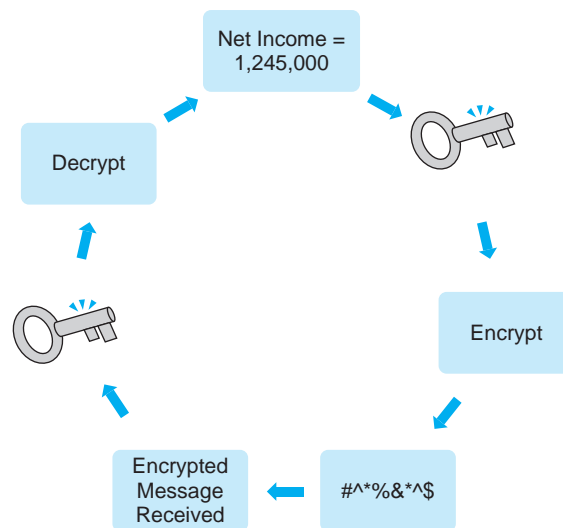 Net Income =
1,245,000
Encrypt
#^*%&*^$
Encrypted
Message
Received
Decrypt